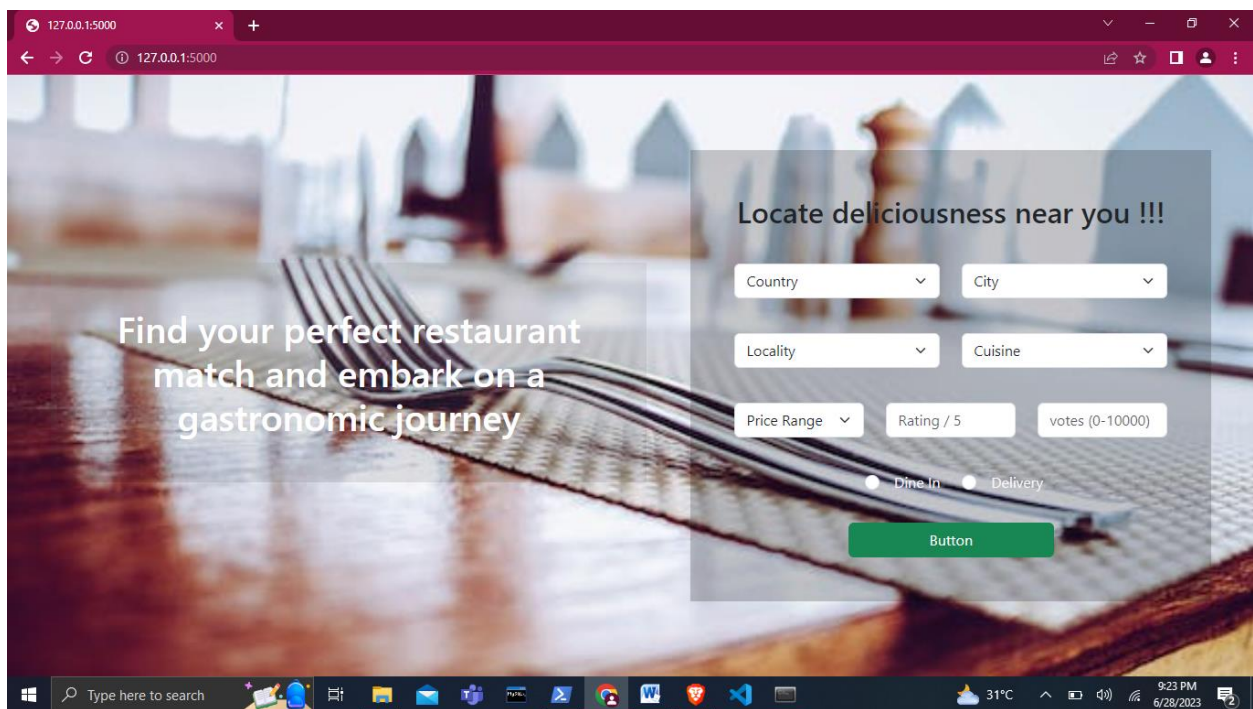 127.0.0.1:5000
127.0.0.1:5000
Locate deliciousness near you !!!
Country City
Locality Cuisine
Find your perfect restaurant
match and embark on a
gastronomic journey
Price Range Rating / 5 votes (0-10000)
Dine In Delivery
Button
Type here to search
31°C
9:23 PM
6/28/2023
2